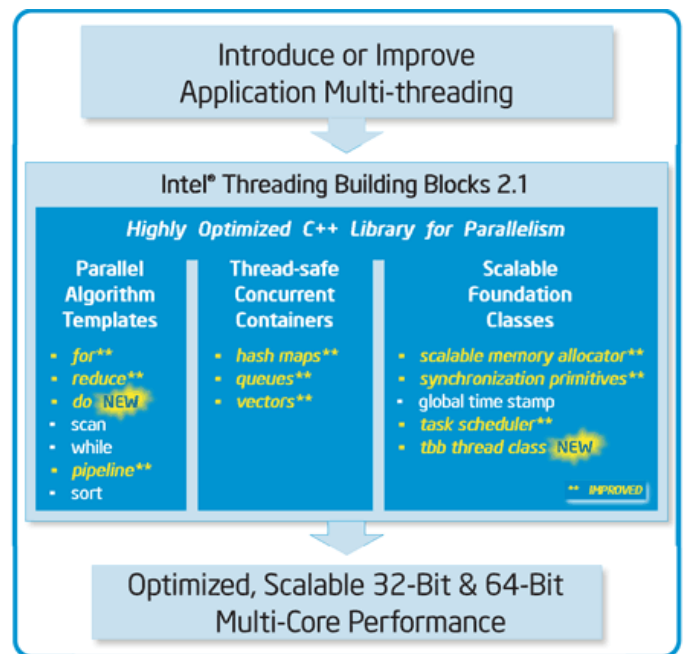 Introduce or Improve
Application Multi-threading
Intel® Threading Building Blocks 2.1
Highly Optimized C++ Library for Parallelism
Parallel
Algorithm
Templates
▪ for**
▪ reduce**
▪ do NEW
▪ scan
▪ while
▪ pipeline**
▪ sort
Thread-safe
Concurrent
Containers
▪ hash maps**
▪ queues**
▪ vectors**
Scalable
Foundation
Classes
▪ scalable memory allocator**
▪ synchronization primitives**
▪ global time stamp
▪ task scheduler**
▪ tbb thread class NEW
** IMPROVED
Optimized, Scalable 32-Bit & 64-Bit
Multi-Core Performance